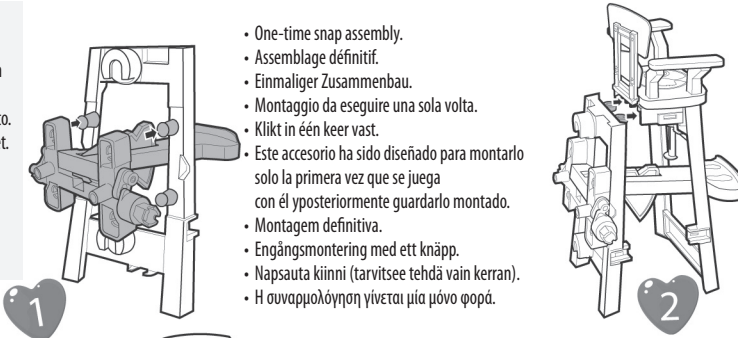 to.
et.
• One-time snap assembly.
• Assemblage définitif.
• Einmaliger Zusammenbau.
• Montaggio da eseguire una sola volta.
• Klikt in één keer vast.
• Este accesorio ha sido diseñado para montarlo
solo la primera vez que se juega
con él yposteriormente guardarlo montado.
• Montagem definitiva.
• Engångsmontering med ett knäpp.
• Napsauta kiinni (tarvitsee tehdä vain kerran).
• Η συναρμολόγηση γίνεται μία μόνο φορά.
1
2